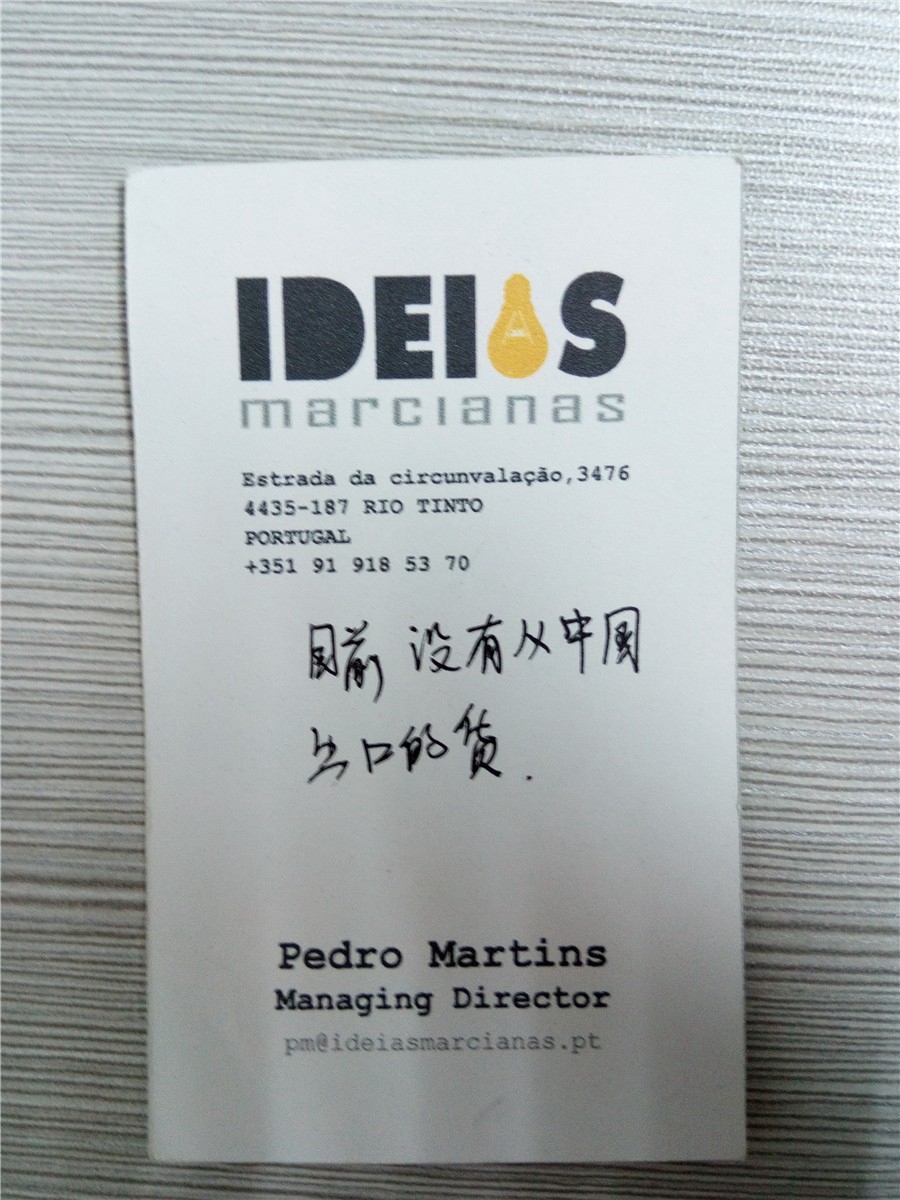 IDEIAS
marcianas
Estrada da circunvalação,3476
4435-187 RIO TINTO
PORTUGAL
+351 91 918 53 70
目前 没有从中国
出口的货.
Pedro Martins
Managing Director
pm@ideiasmarcianas.pt